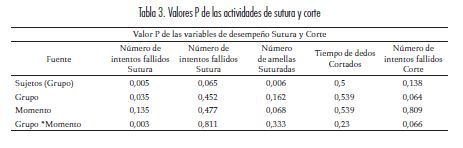 Tabla 3. Valores P de las actividades de sutura y corte
Valor P de las variables de desempeño Sutura y Corte
Fuente Número de intentos fallidos Sutura Número de intentos fallidos Sutura Número de amellas Suturadas Tiempo de dedos Cortados Número de intentos fallidos Corte
Sujetos (Grupo) 0,005 0,065 0,006 0,5 0,138
Grupo 0,035 0,452 0,162 0,539 0,064
Momento 0,135 0,477 0,068 0,539 0,809
Grupo *Momento 0,003 0,811 0,333 0,23 0,066